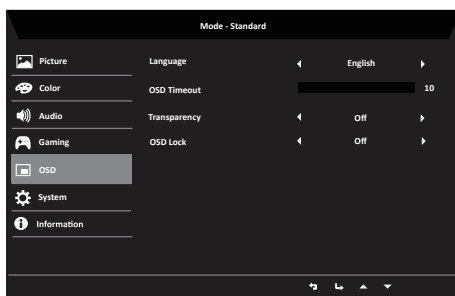 Mode - Standard
Picture
Color
Audio
Gaming
OSD
System
Information
Language English
OSD Timeout 10
Transparency Off
OSD Lock Off